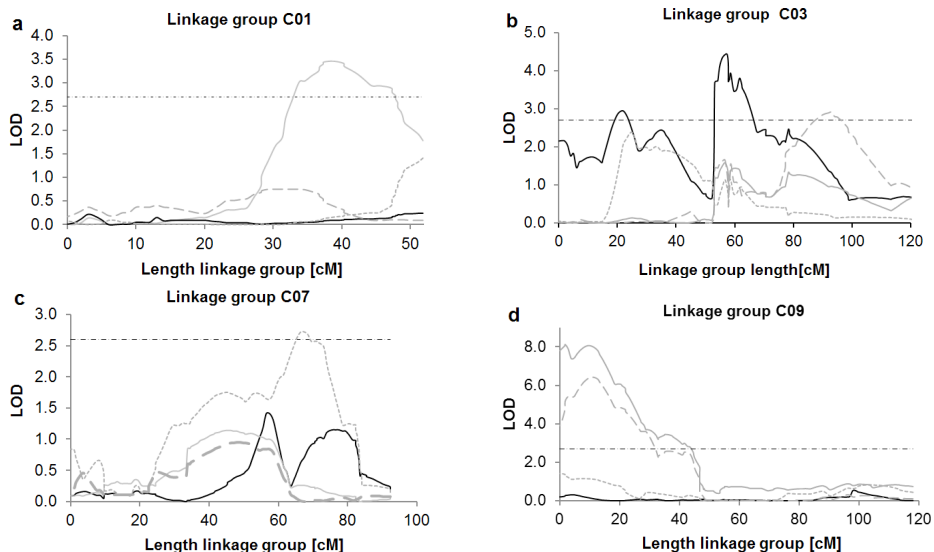 a
Linkage group C01
4.0
3.5
3.0
2.5
2.0
1.5
1.0
0.5
0.0
LOD
0 10 20 30 40 50
Length linkage group [cM]
b
Linkage group C03
5.0
4.0
3.0
2.0
1.0
0.0
LOD
0 20 40 60 80 100 120
Linkage group length[cM]
c
Linkage group C07
3.0
2.5
2.0
1.5
1.0
0.5
0.0
LOD
0 20 40 60 80 100
Length linkage group [cM]
d
Linkage group C09
8.0
6.0
4.0
2.0
0.0
LOD
0 20 40 60 80 100 120
Length linkage group [cM]